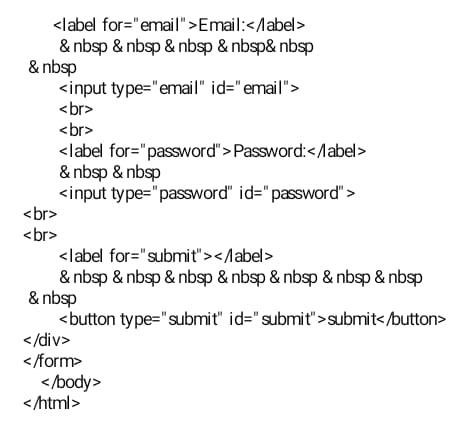 <label for="email">Email:</label>
& nbsp & nbsp & nbsp & nbsp& nbsp
& nbsp
<input type="email" id="email">
<br>
<br>
<label for="password">Password:</label>
& nbsp & nbsp
<input type="password" id="password">
<br>
<br>
<label for="submit"></label>
& nbsp & nbsp & nbsp & nbsp & nbsp & nbsp & nbsp
& nbsp
<button type="submit" id="submit">submit</button>
</div>
</form>
</body>
</html>